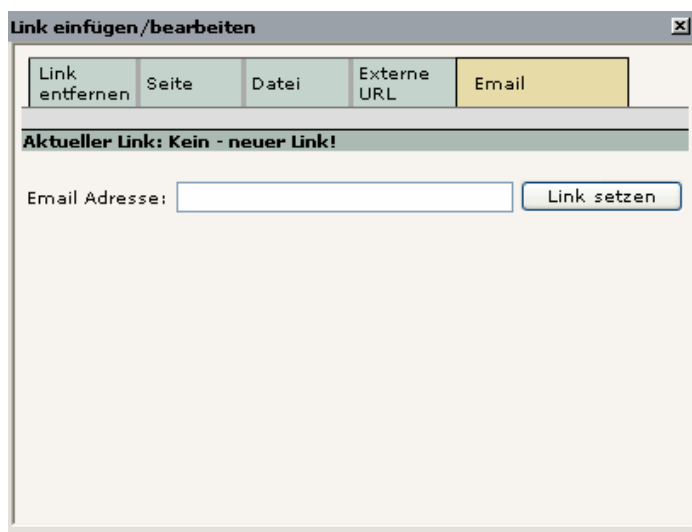 Link einfügen/bearbeiten
Link entfernen
Seite
Datei
Externe URL
Email
Aktueller Link: Kein - neuer Link!
Email Adresse:
Link setzen